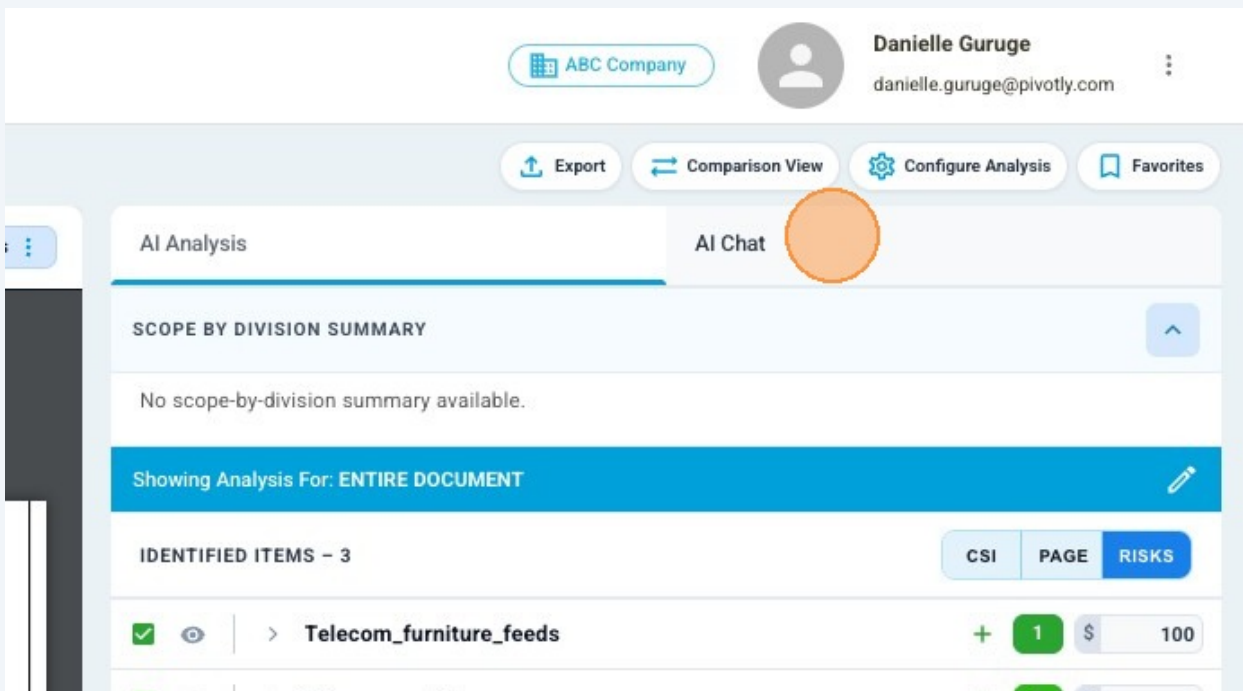 ABC Company
Danielle Guruge
danielle.guruge@pivotly.com
Export
Comparison View
Configure Analysis
Favorites
AI Analysis
AI Chat
SCOPE BY DIVISION SUMMARY
No scope-by-division summary available.
Showing Analysis For: ENTIRE DOCUMENT
IDENTIFIED ITEMS – 3
CSI
PAGE
RISKS
Telecom_furniture_feeds
+
1
$
100